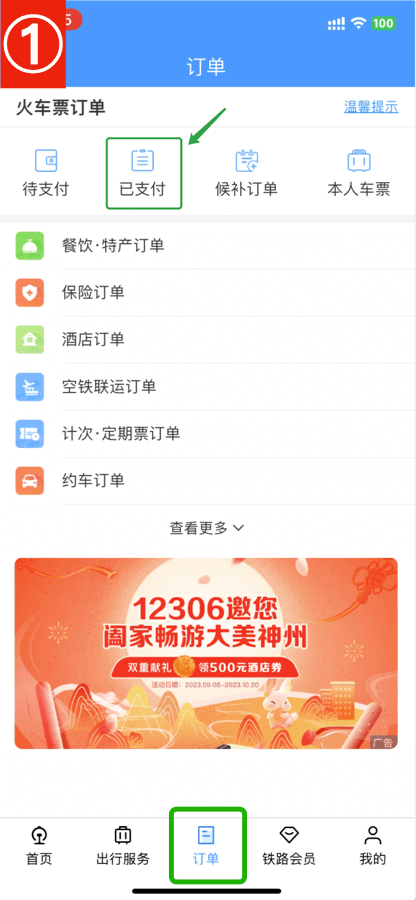 ①
5
100
订单
火车票订单
温馨提示
待支付
已支付
候补订单
本人车票
餐饮·特产订单
保险订单
酒店订单
空铁联运订单
计次·定期票订单
约车订单
查看更多
12306邀您
阖家畅游大美神州
双重献礼 领500元酒店券
活动日期：2023.09.08-2023.10.20
广告
首页
出行服务
订单
铁路会员
我的